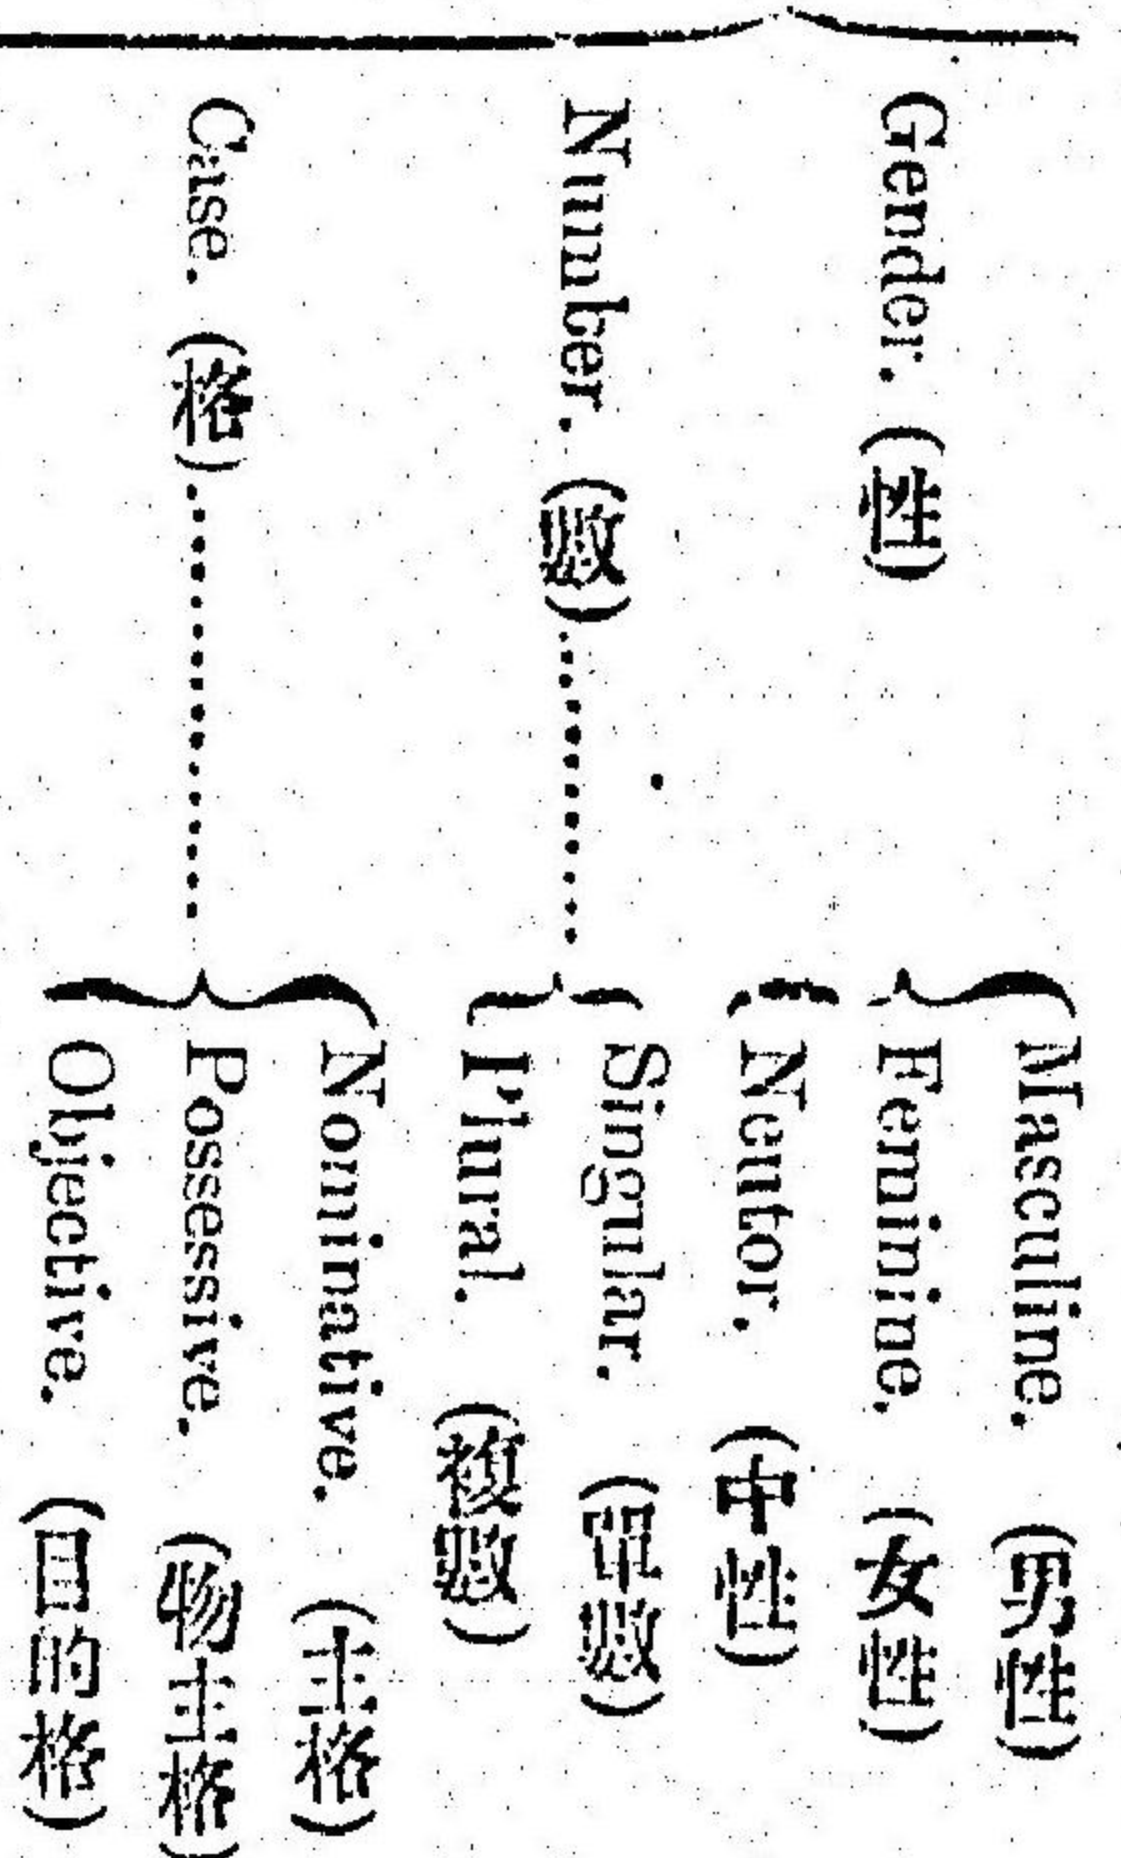 Gender. (性)
Masculine. (男性)
Feminine. (女性)
Neutor. (中性)
Number. (數)
Singular. (單數)
Plural. (複數)
Case. (格)
Nominative. (主格)
Possessive. (物主格)
Objective. (目的格)